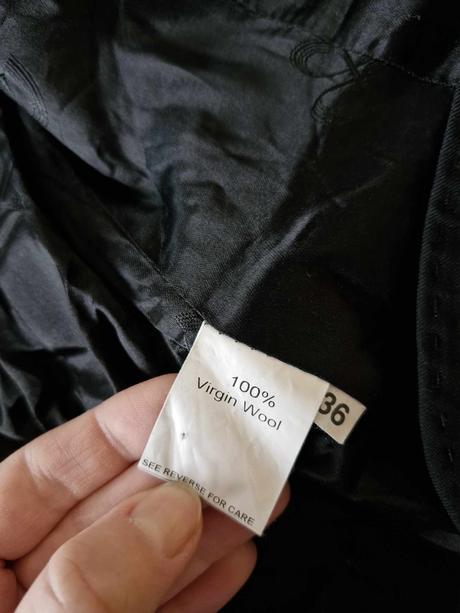 100%
Virgin Wool
SEE REVERSE FOR CARE
36